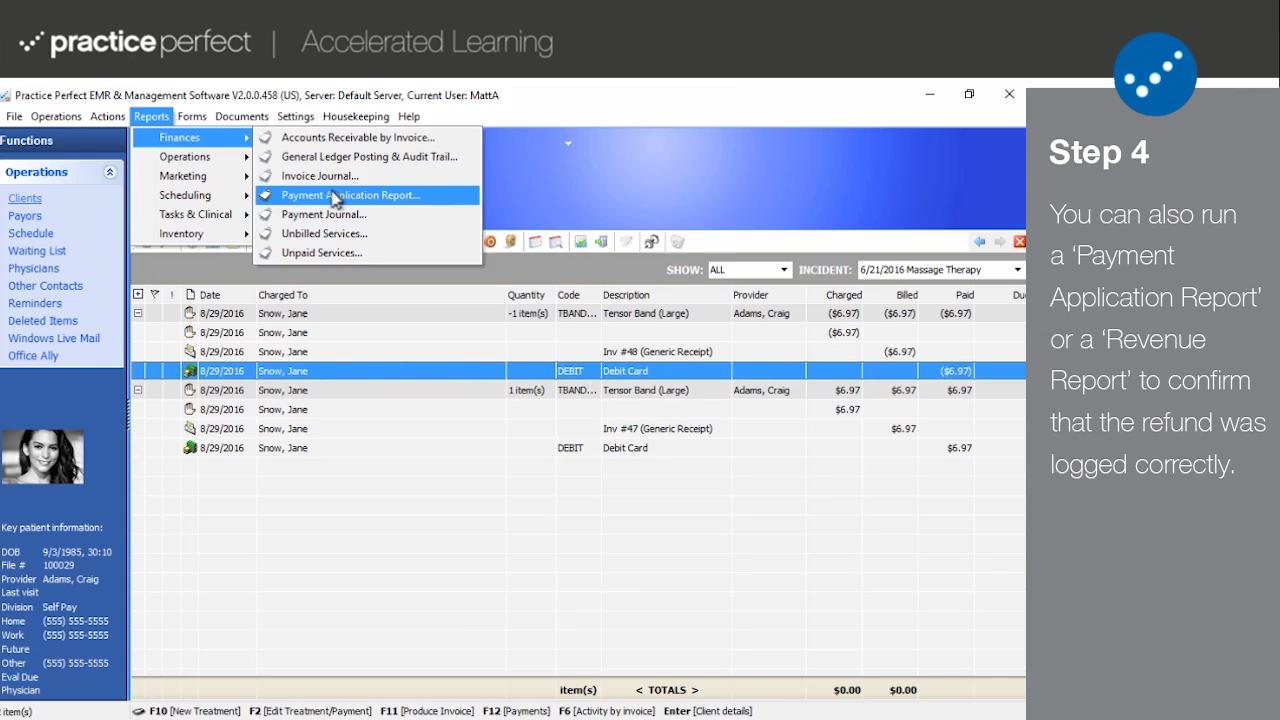 practiceperfect | Accelerated Learning
Practice Perfect EMR & Management Software V2.0.0.458 (US), Server: Default Server, Current User: MattA
File Operations Actions Reports Forms Documents Settings Housekeeping Help
Functions
Operations
Clients
Payors
Schedule
Waiting List
Physicians
Other Contacts
Reminders
Deleted Items
Windows Live Mail
Office Ally
Key patient information:
DOB 9/3/1985, 30:10
File # 100029
Provider Adams, Craig
Last visit
Division Self Pay
Home (555) 555-5555
Work (555) 555-5555
Future
Other (555) 555-5555
Eval Due
Physician
item(s)
Finances
Operations
Marketing
Scheduling
Tasks & Clinical
Inventory
Accounts Receivable by Invoice...
General Ledger Posting & Audit Trail...
Invoice Journal...
Payment Application Report...
Payment Journal...
Unbilled Services...
Unpaid Services...
SHOW: ALL INCIDENT: 6/21/2016 Massage Therapy
! Date Charged To Quantity Code Description Provider Charged Billed Paid
8/29/2016 Snow, Jane -1 item(s) TBAND... Tensor Band (Large) Adams, Craig ($6.97) ($6.97) ($6.97)
8/29/2016 Snow, Jane ($6.97)
8/29/2016 Snow, Jane Inv #48 (Generic Receipt) ($6.97)
8/29/2016 Snow, Jane DEBIT Debit Card ($6.97)
8/29/2016 Snow, Jane 1 item(s) TBAND... Tensor Band (Large) Adams, Craig $6.97 $6.97 $6.97
8/29/2016 Snow, Jane $6.97
8/29/2016 Snow, Jane Inv #47 (Generic Receipt) $6.97
8/29/2016 Snow, Jane DEBIT Debit Card $6.97
item(s) < TOTALS > $0.00 $0.00
F10 [New Treatment] F2 [Edit Treatment/Payment] F11 [Produce Invoice] F12 [Payments] F6 [Activity by invoice] Enter [Client details]
Step 4
You can also run
a ‘Payment
Application Report’
or a ‘Revenue
Report’ to confirm
that the refund was
logged correctly.